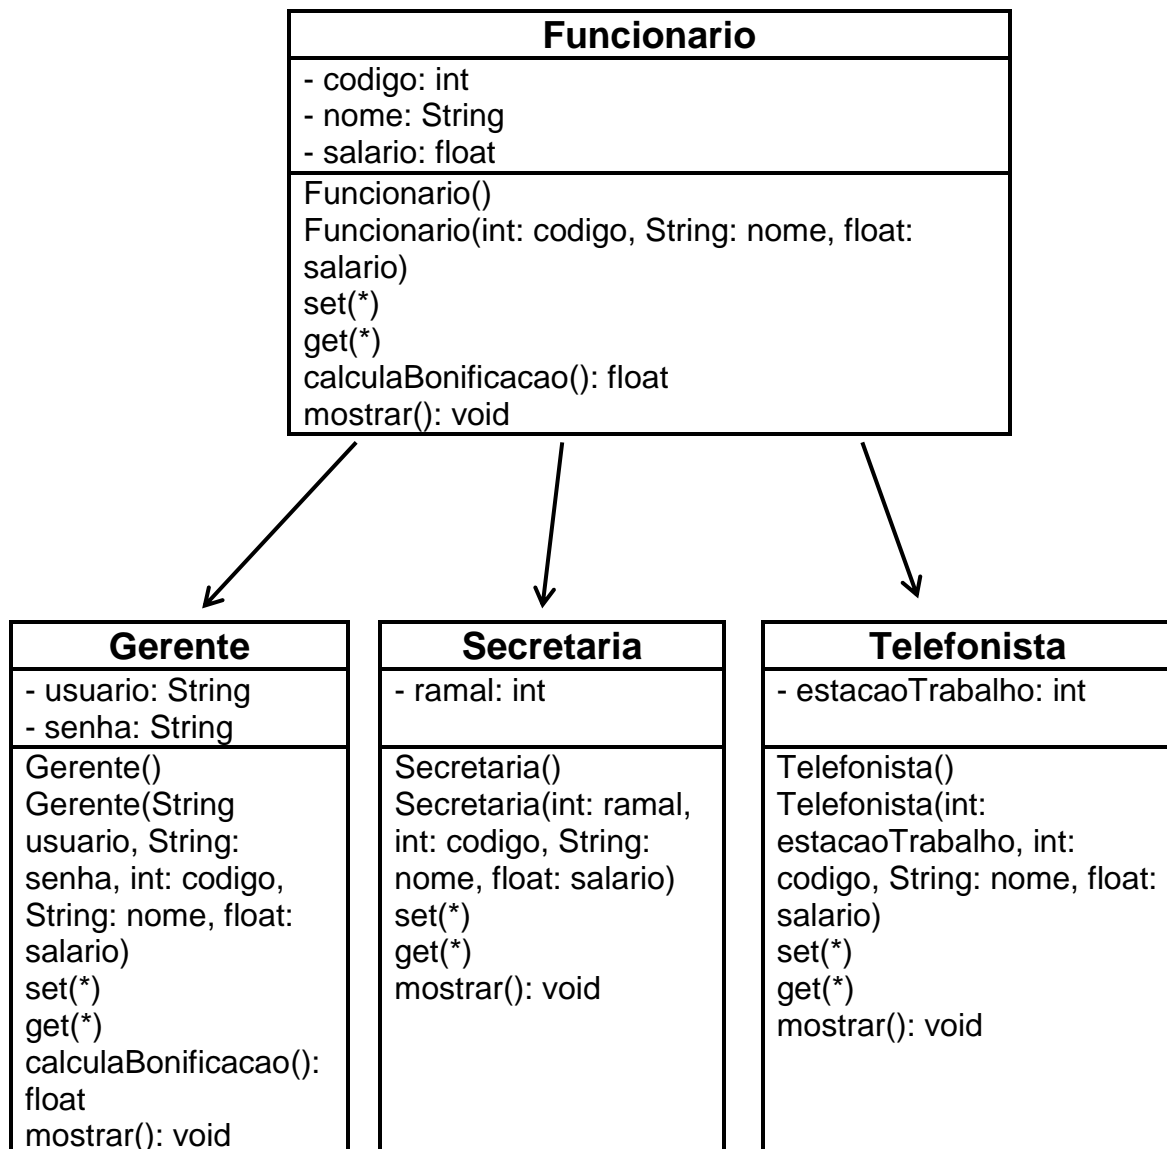 Funcionario
- codigo: int
- nome: String
- salario: float
Funcionario()
Funcionario(int: codigo, String: nome, float:
salario)
set(*)
get(*)
calculaBonificacao(): float
mostrar(): void
Gerente
- usuario: String
- senha: String
Gerente()
Gerente(String
usuario, String:
senha, int: codigo,
String: nome, float:
salario)
set(*)
get(*)
calculaBonificacao():
float
mostrar(): void
Secretaria
- ramal: int
Secretaria()
Secretaria(int: ramal,
int: codigo, String:
nome, float: salario)
set(*)
get(*)
mostrar(): void
Telefonista
- estacaoTrabalho: int
Telefonista()
Telefonista(int:
estacaoTrabalho, int:
codigo, String: nome, float:
salario)
set(*)
get(*)
mostrar(): void